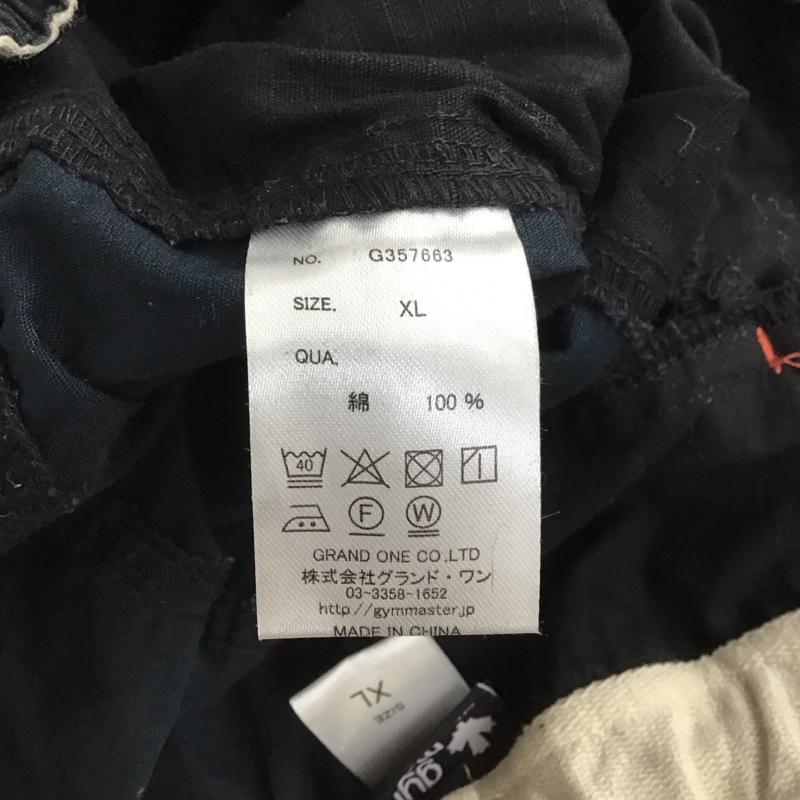 NO. G357663
SIZE. XL
QUA.
綿 100 %
40
F W
GRAND ONE CO.,LTD
株式会社グランド・ワン
03-3358-1652
http://gymmaster.jp
MADE IN CHINA
SIZE
XL